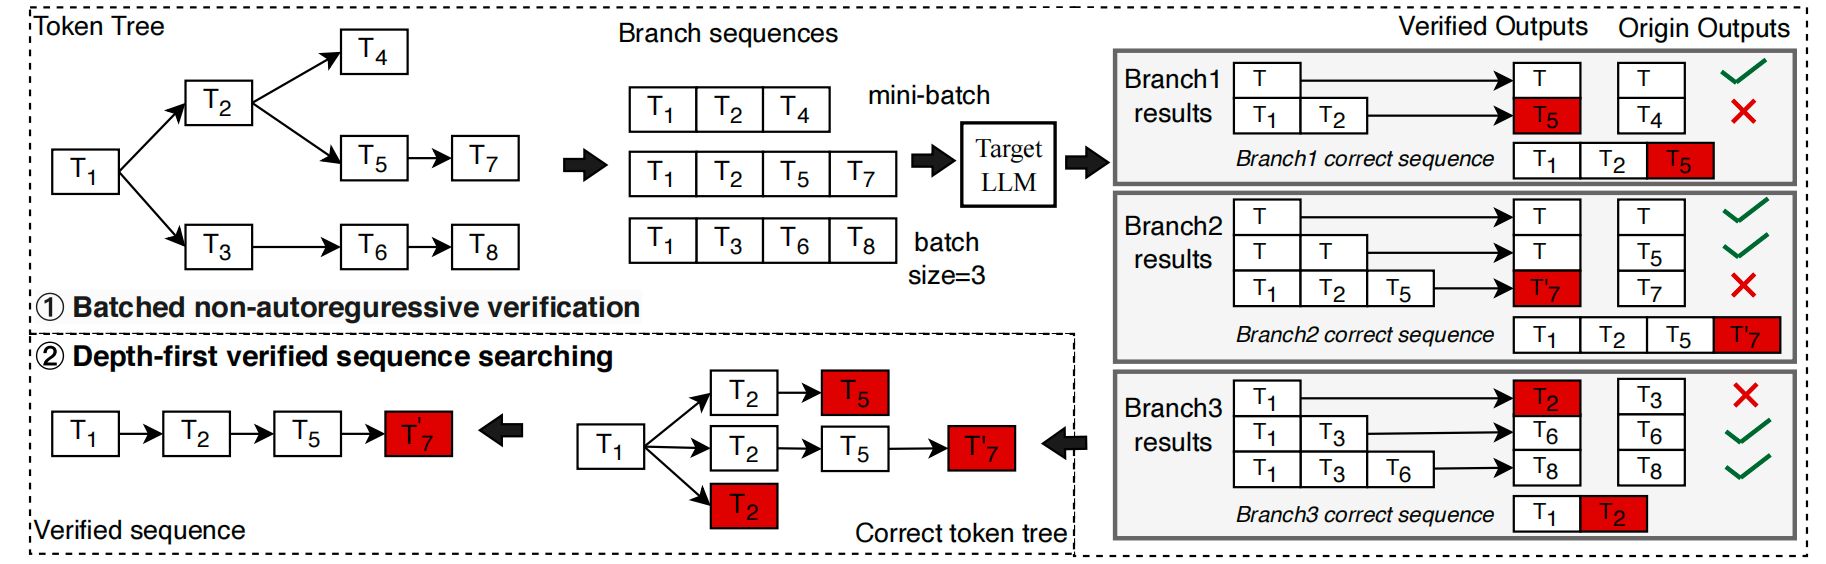 Token Tree
T1
T2
T3
T4
T5
T7
T6
T8
① Batched non-autoreguressive verification
Branch sequences
T1 T2 T4
T1 T2 T5 T7
T1 T3 T6 T8
mini-batch
batch
size=3
Target
LLM
Verified Outputs
Origin Outputs
Branch1
results
T T T
T1 T2 T5 T4
Branch1 correct sequence T1 T2 T5
Branch2
results
T T T
T T T T5
T1 T2 T5 T'7 T7
Branch2 correct sequence T1 T2 T5 T'7
Branch3
results
T1 T2 T3
T1 T3 T6 T6
T1 T3 T6 T8 T8
Branch3 correct sequence T1 T2
② Depth-first verified sequence searching
T1 T2 T5 T'7
Verified sequence
T1
T2 T5
T2 T5 T'7
T2
Correct token tree